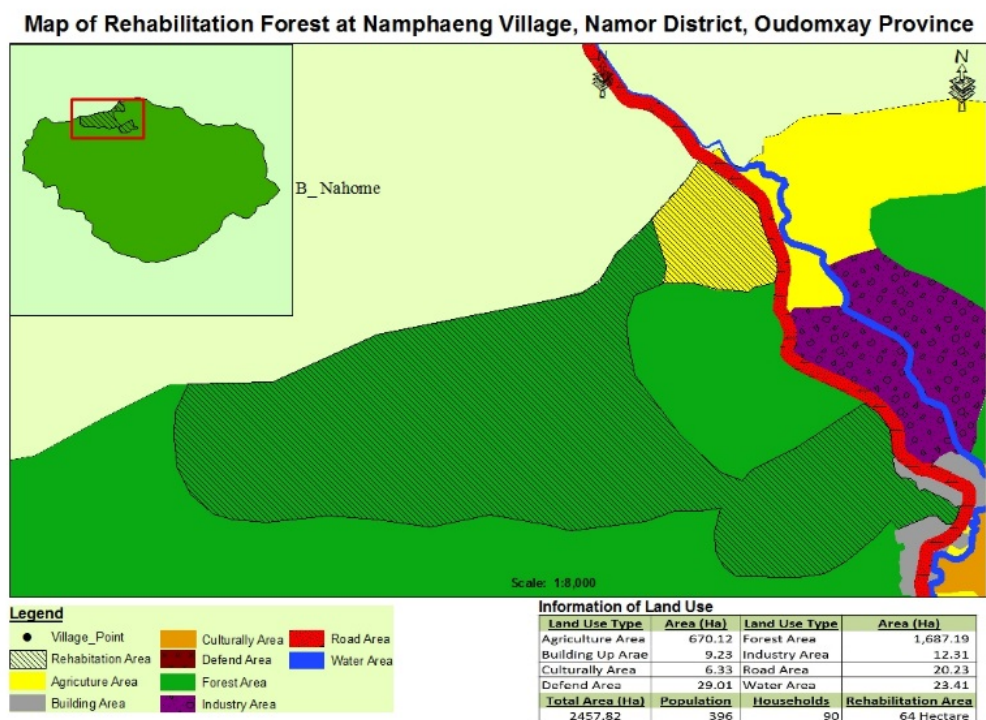 Map of Rehabilitation Forest at Namphaeng Village, Namor District, Oudomxay Province
N
N
B_Nahome
Scale: 1:8,000
Legend
Village_Point
Rehabitation Area
Agricuture Area
Building Area
Culturally Area
Defend Area
Forest Area
Industry Area
Road Area
Water Area
Information of Land Use
Land Use Type Area (Ha) Land Use Type Area (Ha)
Agriculture Area 670.12 Forest Area 1,687.19
Building Up Arae 9.23 Industry Area 12.31
Culturally Area 6.33 Road Area 20.23
Defend Area 29.01 Water Area 23.41
Total Area (Ha) Population Households Rehabilitation Area
2457.82 396 90 64 Hectare